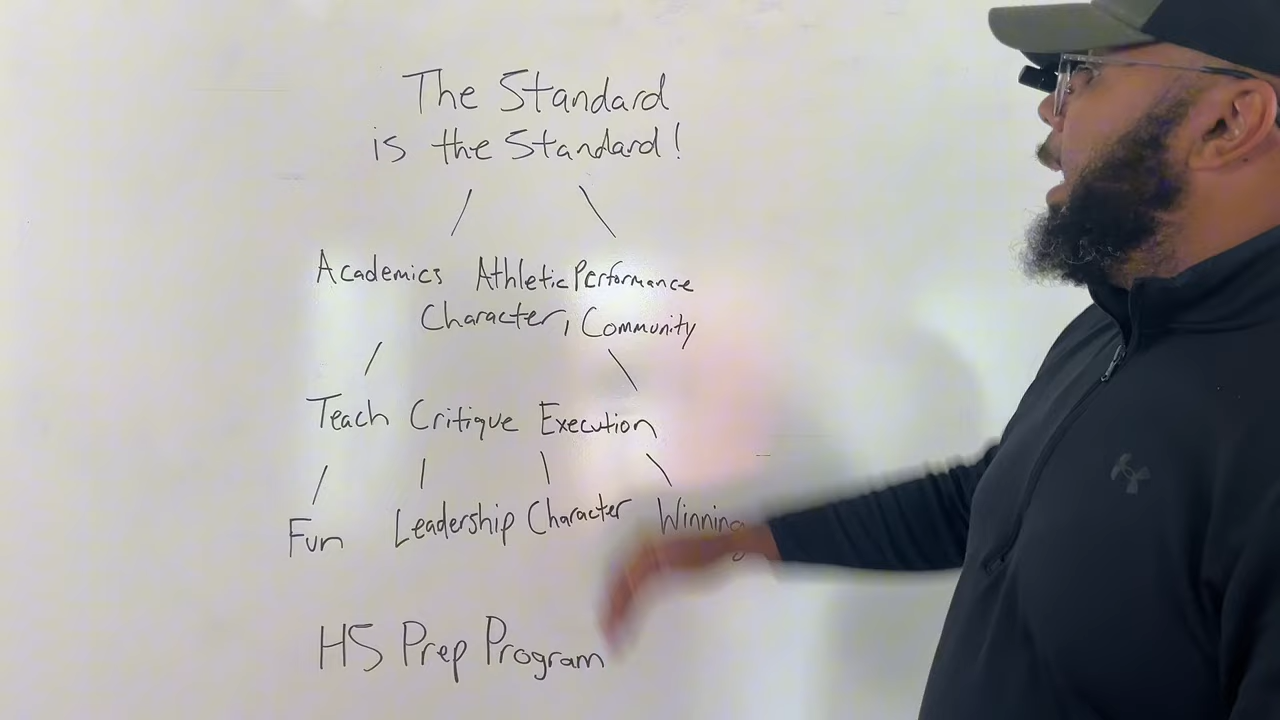 The Standard
is the Standard!
Academics Athletic Performance
Character, Community
Teach Critique Execution
Fun Leadership Character Winning
HS Prep Program